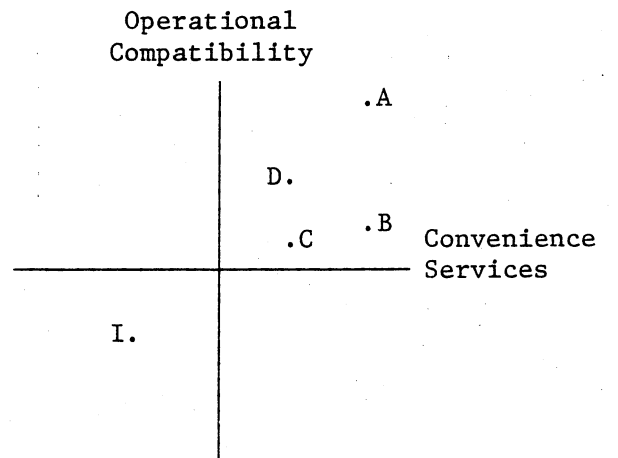 Operational
Compatibility
.A
D.
.B
.C
Convenience
Services
I.